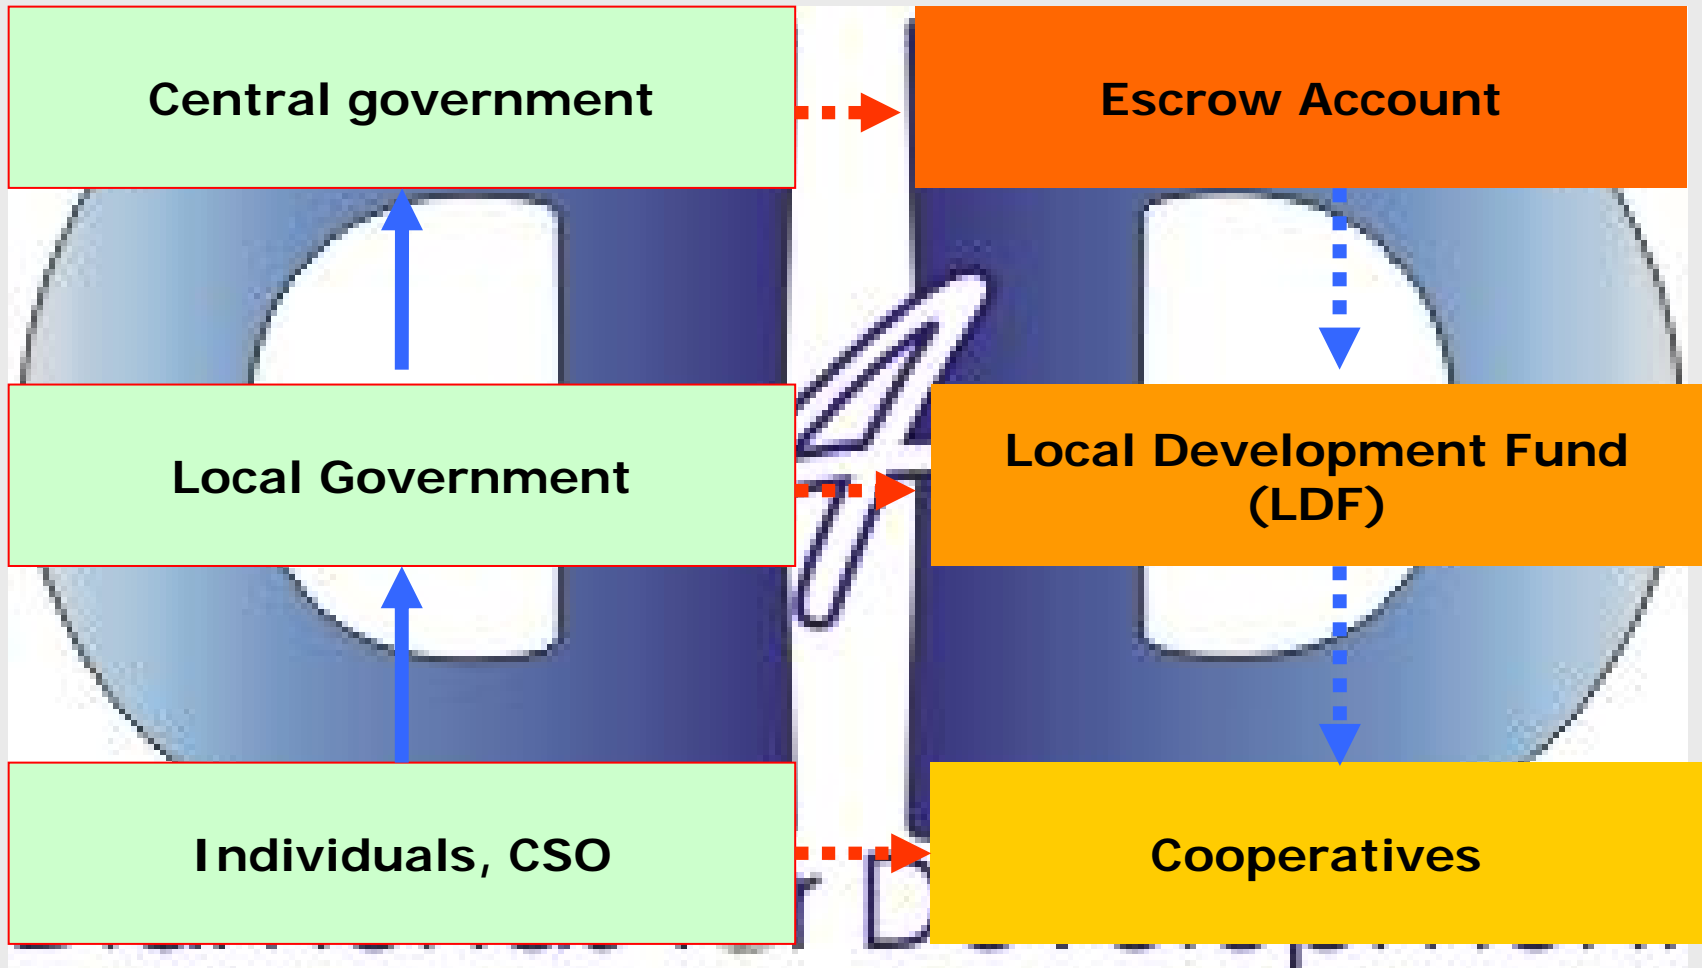 Central government
Escrow Account
Local Government
Local Development Fund
(LDF)
Individuals, CSO
Cooperatives